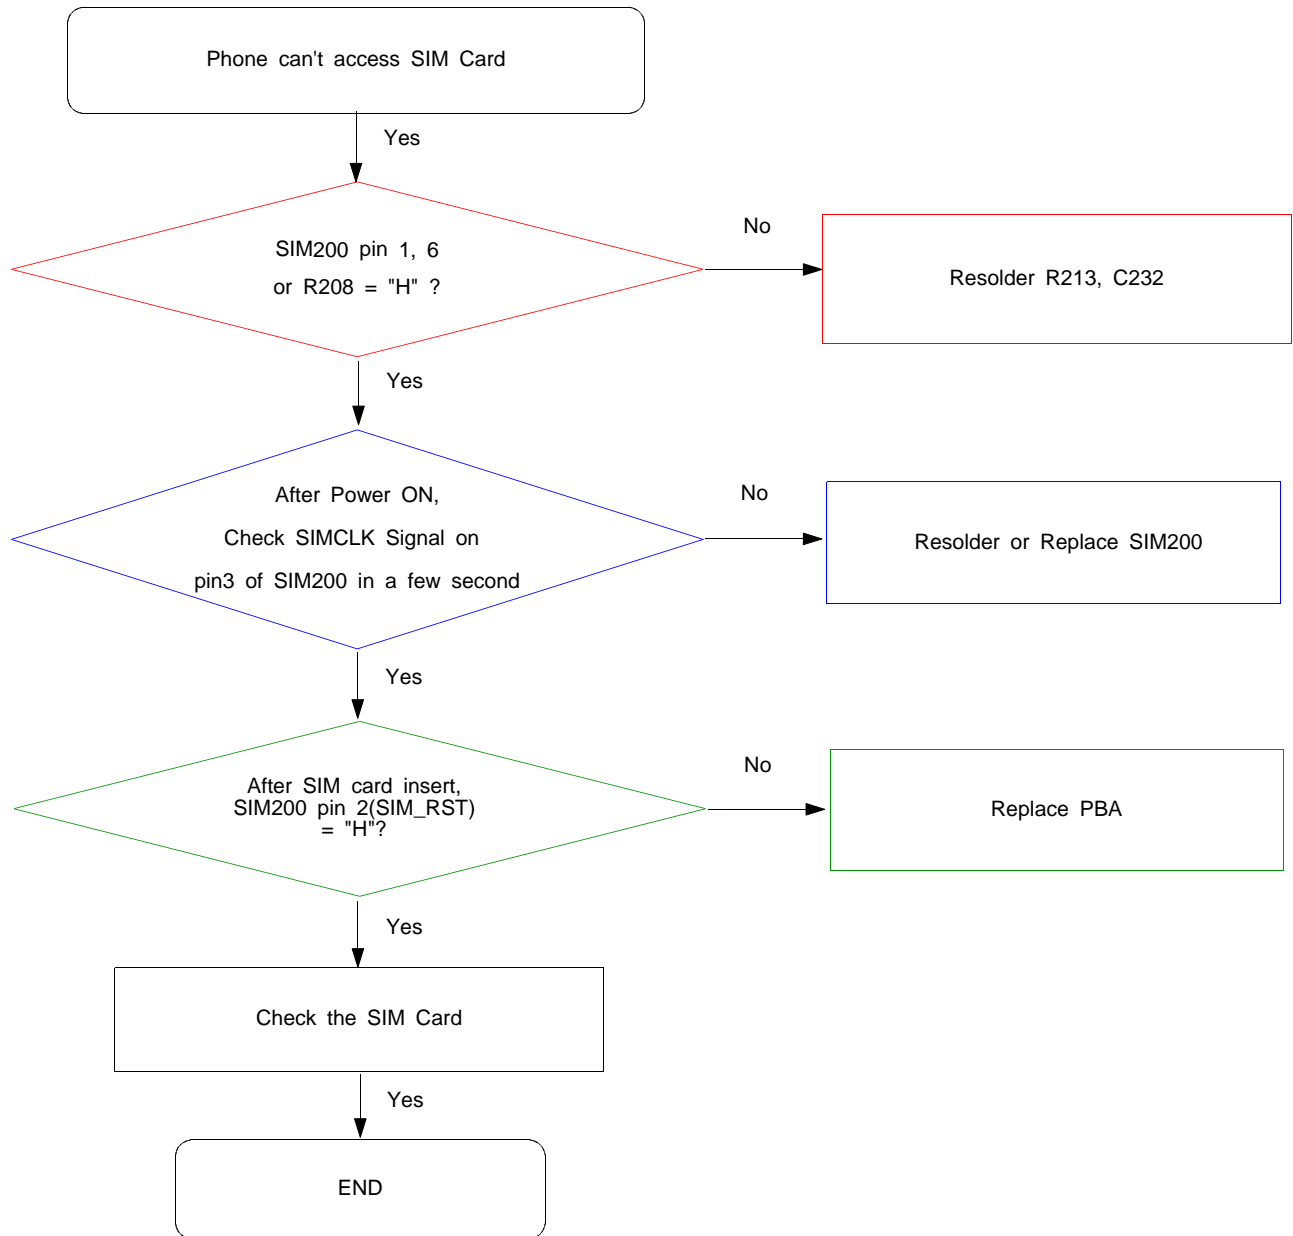 Phone can't access SIM Card
Yes
SIM200 pin 1, 6
or R208 = "H" ?
No
Resolder R213, C232
Yes
After Power ON,
Check SIMCLK Signal on
pin3 of SIM200 in a few second
No
Resolder or Replace SIM200
Yes
After SIM card insert,
SIM200 pin 2(SIM_RST)
= "H"?
No
Replace PBA
Yes
Check the SIM Card
Yes
END